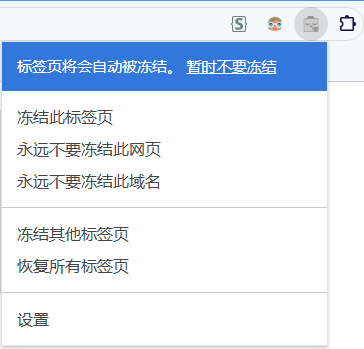 标签页将会自动被冻结。 暂时不要冻结
冻结此标签页
永远不要冻结此网页
永远不要冻结此域名
冻结其他标签页
恢复所有标签页
设置